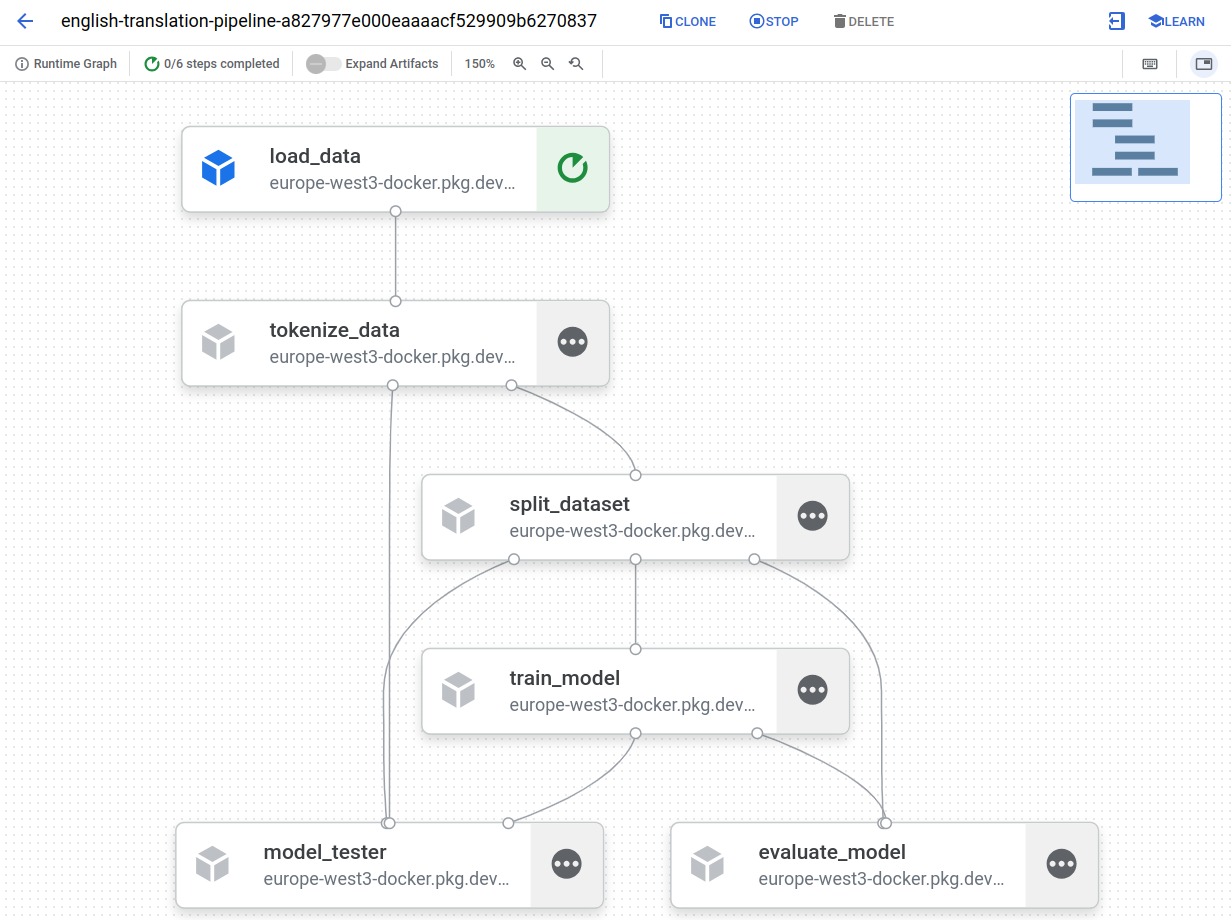 english-translation-pipeline-a827977e000eaaaacf529909b6270837 CLONE STOP DELETE LEARN
Runtime Graph 0/6 steps completed Expand Artifacts 150%
load_data
europe-west3-docker.pkg.dev...
tokenize_data
europe-west3-docker.pkg.dev...
split_dataset
europe-west3-docker.pkg.dev...
train_model
europe-west3-docker.pkg.dev...
model_tester
europe-west3-docker.pkg.dev...
evaluate_model
europe-west3-docker.pkg.dev...